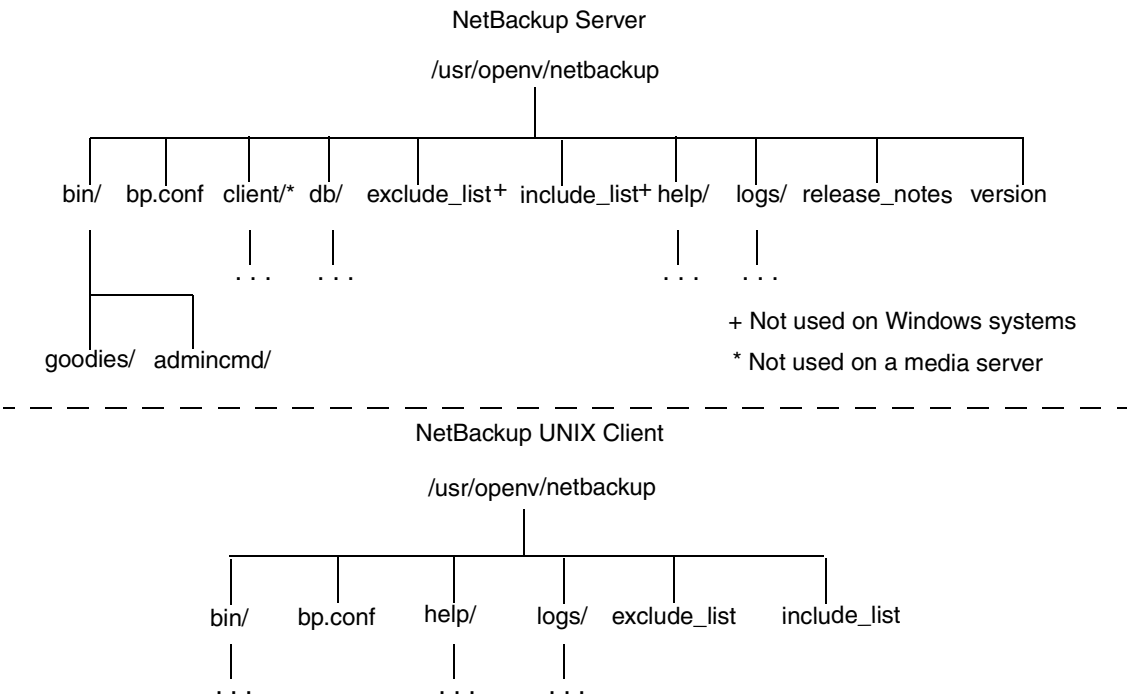 NetBackup Server
/usr/openv/netbackup
bin/ bp.conf client/* db/ exclude_list+ include_list+ help/ logs/ release_notes version
. . . . . . . . . . . .
+ Not used on Windows systems
goodies/ admincmd/ * Not used on a media server
NetBackup UNIX Client
/usr/openv/netbackup
bin/ bp.conf help/ logs/ exclude_list include_list
. . . . . . . . .